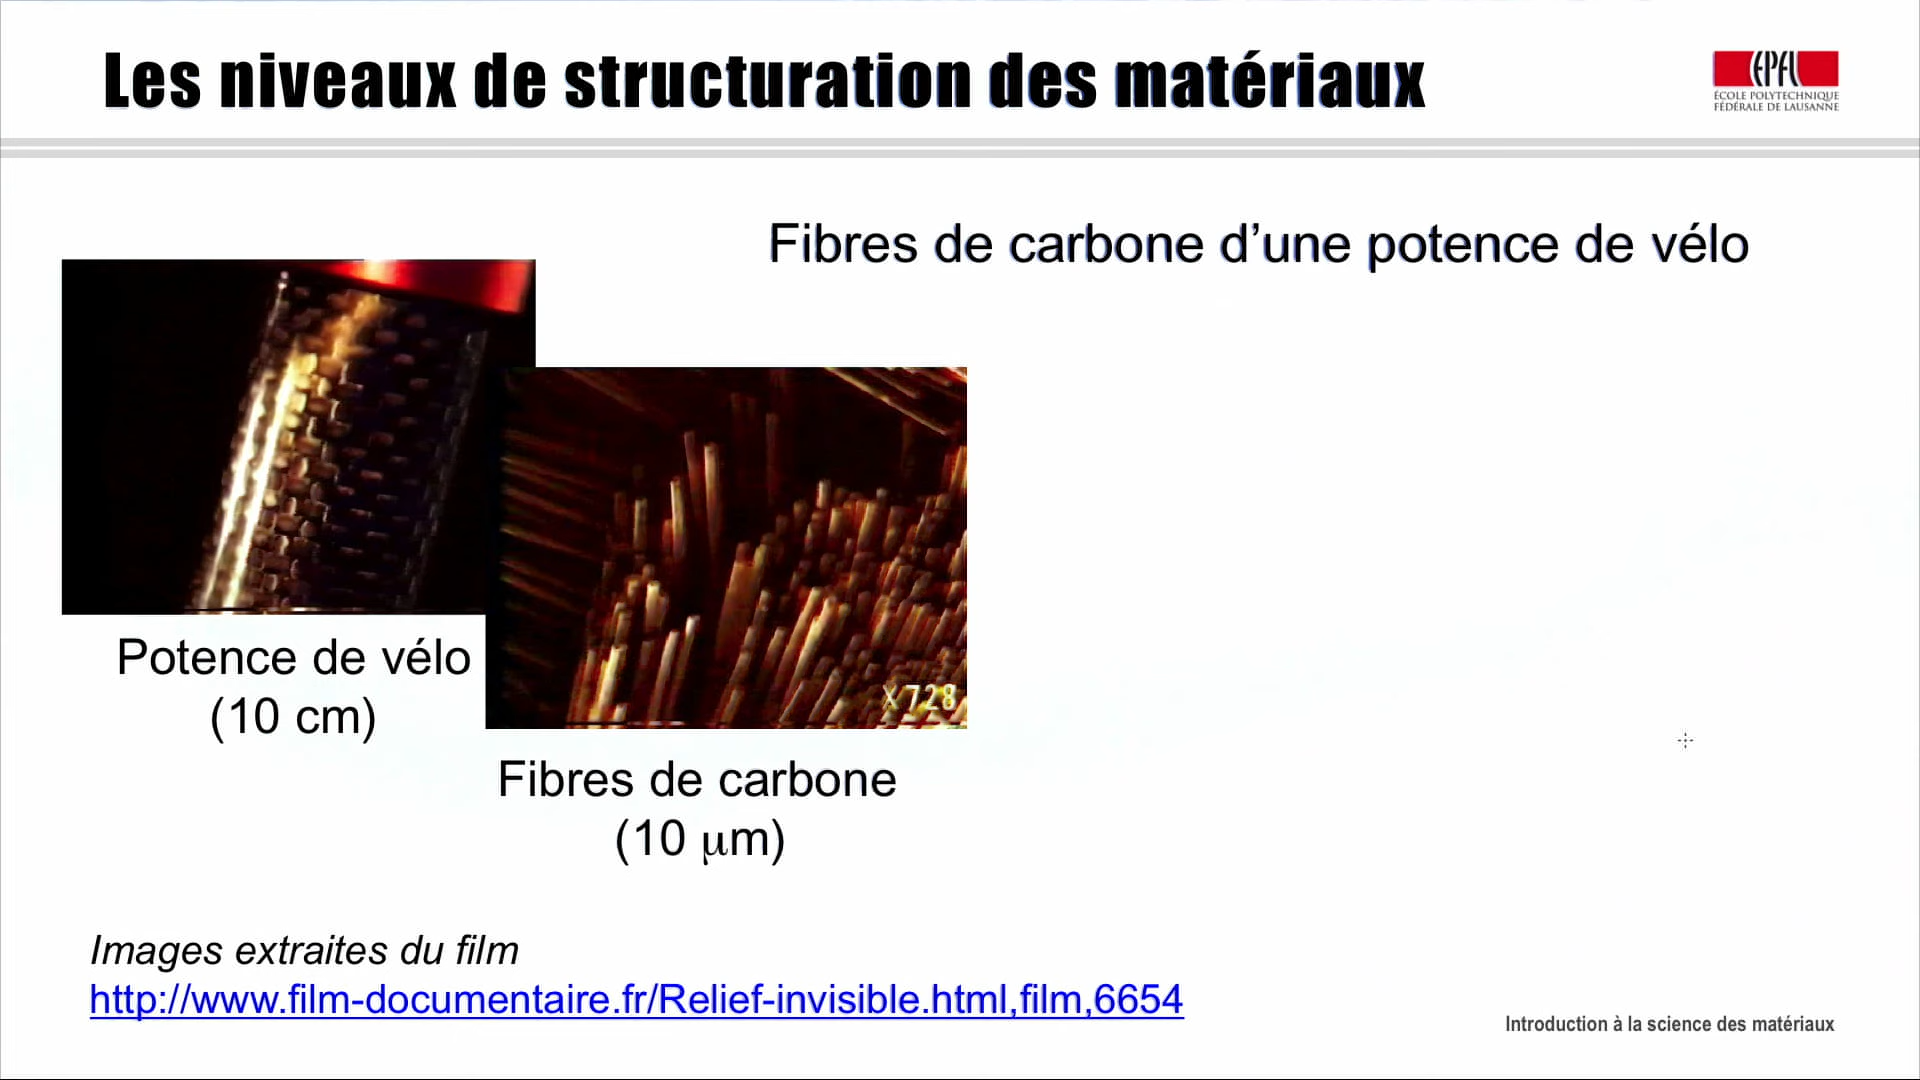 Les niveaux de structuration des matériaux
EPFL
ÉCOLE POLYTECHNIQUE
FÉDÉRALE DE LAUSANNE
Fibres de carbone d’une potence de vélo
Potence de vélo
(10 cm)
X728
Fibres de carbone
(10 μm)
Images extraites du film
http://www.film-documentaire.fr/Relief-invisible.html,film,6654
Introduction à la science des matériaux